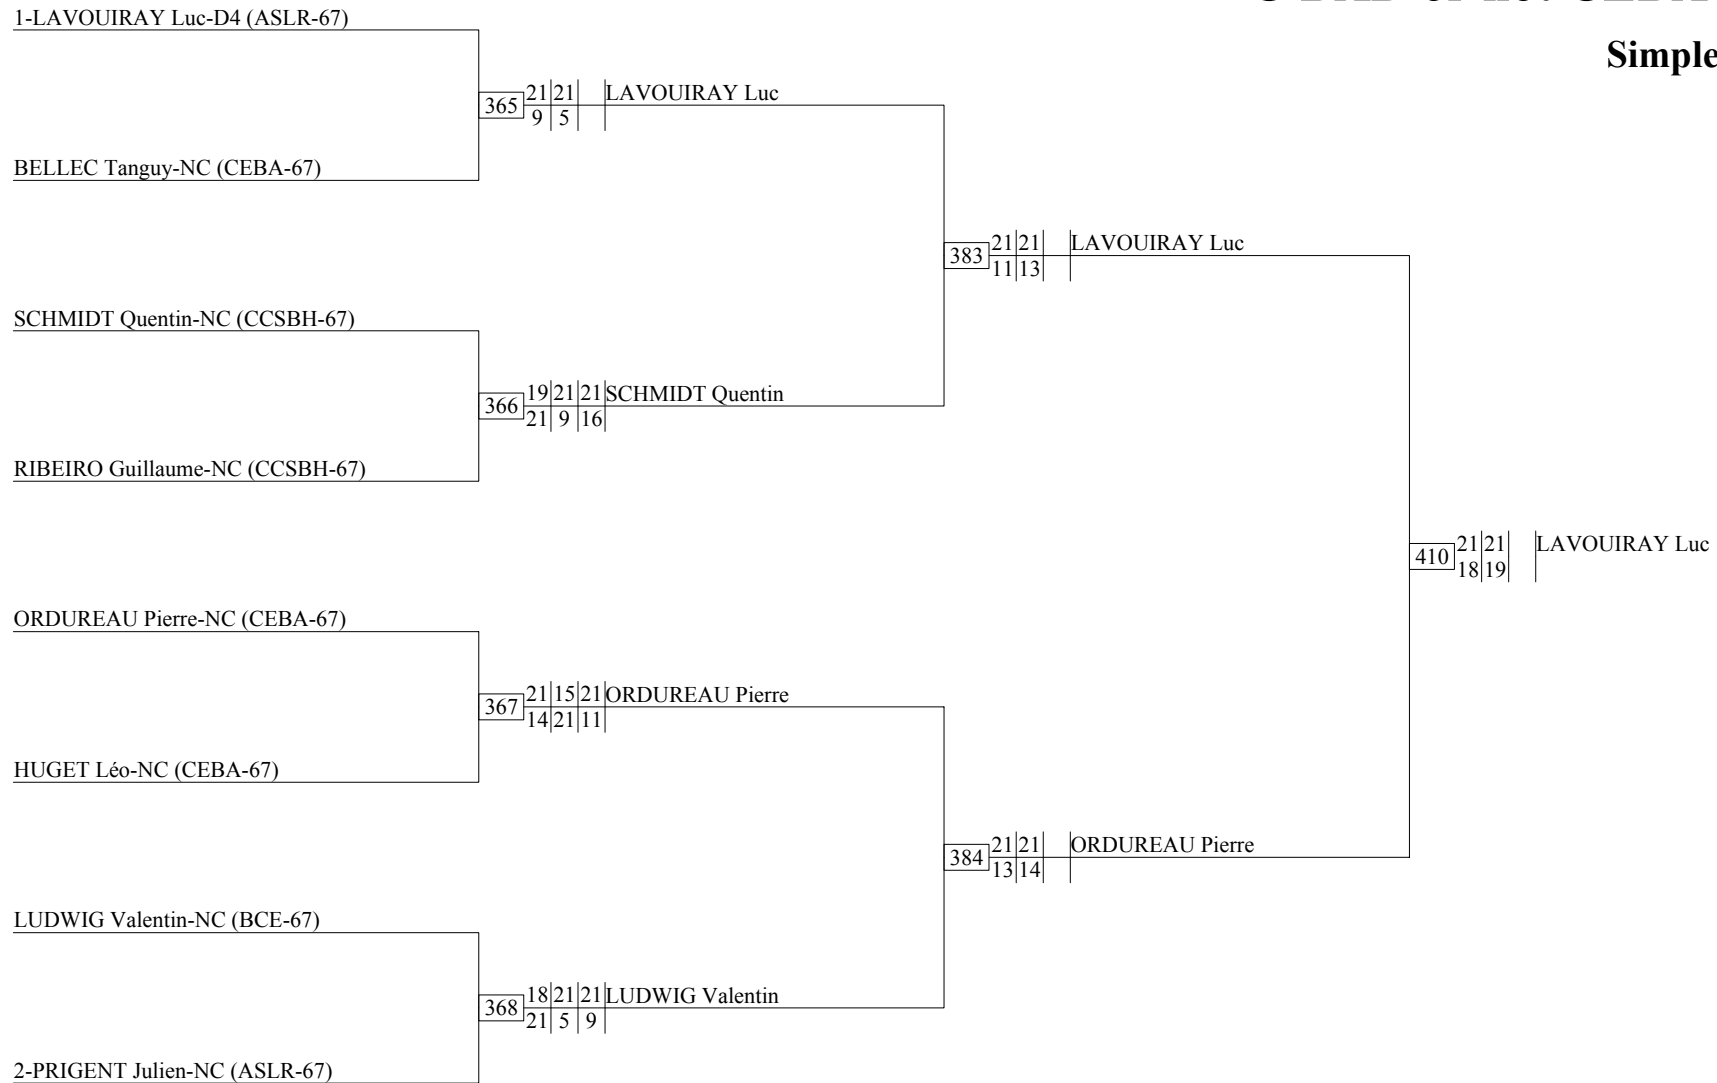 Simple
1-LAVOUIRAY Luc-D4 (ASLR-67)
365 21 21 LAVOUIRAY Luc
9 5
BELLEC Tanguy-NC (CEBA-67)
383 21 21 LAVOUIRAY Luc
11 13
SCHMIDT Quentin-NC (CCSBH-67)
366 19 21 21 SCHMIDT Quentin
21 9 16
RIBEIRO Guillaume-NC (CCSBH-67)
410 21 21 LAVOUIRAY Luc
18 19
ORDUREAU Pierre-NC (CEBA-67)
367 21 15 21 ORDUREAU Pierre
14 21 11
HUGET Léo-NC (CEBA-67)
384 21 21 ORDUREAU Pierre
13 14
LUDWIG Valentin-NC (BCE-67)
368 18 21 21 LUDWIG Valentin
21 5 9
2-PRIGENT Julien-NC (ASLR-67)